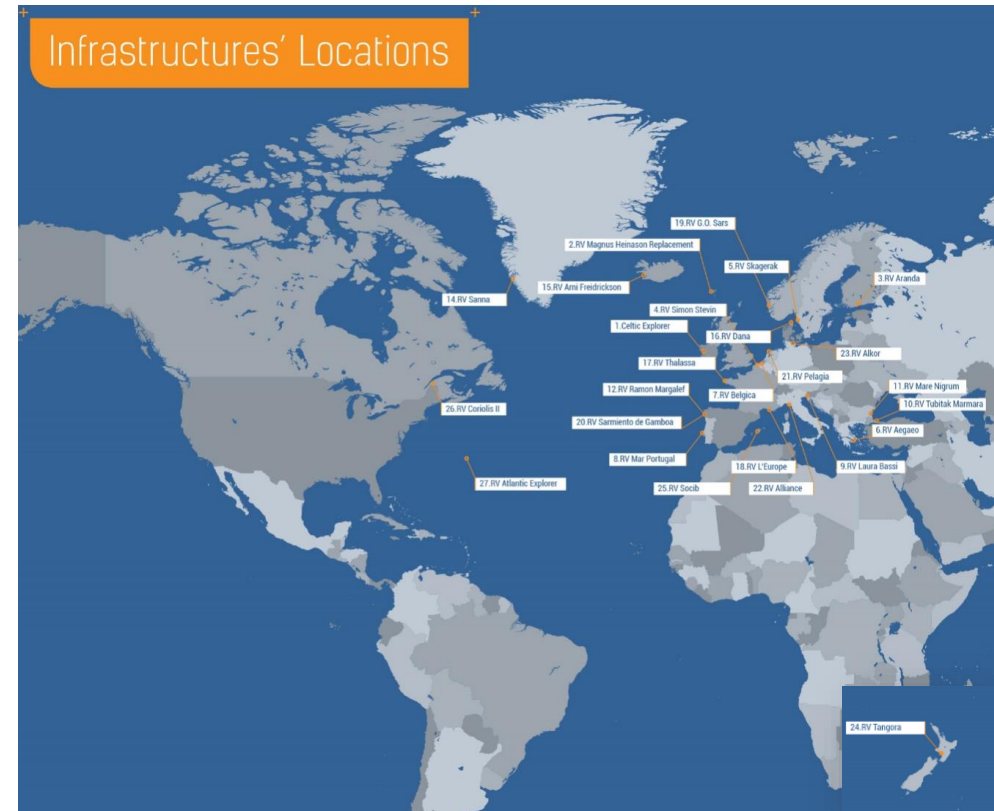 Infrastructures' Locations
19.RV G.O. Sars
2.RV Magnus Heinason Replacement
5.RV Skagerak
3.RV Aranda
15.RV Arni Freidrickson
14.RV Sanna
4.RV Simon Stevin
1.Celtic Explorer
16.RV Dana
23.RV Alkor
17.RV Thalassa
21.RV Pelagia
12.RV Ramon Margalef
7.RV Belgica
11.RV Mare Nigrum
10.RV Tubitak Marmara
26.RV Coriolis II
20.RV Sarmiento de Gamboa
6.RV Aegaeo
8.RV Mar Portugal
18.RV L'Europe
9.RV Laura Bassi
27.RV Atlantic Explorer
25.RV Socib
22.RV Alliance
24.RV Tangora